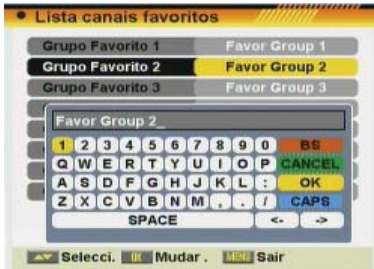 Lista canais favoritos
Grupo Favorito 1 Favor Group 1
Grupo Favorito 2 Favor Group 2
Grupo Favorito 3 Favor Group 3
Favor Group 2_
1 2 3 4 5 6 7 8 9 0 BS
Q W E R T Y U I O P CANCEL
A S D F G H J K L : OK
Z X C V B N M , . / CAPS
SPACE <- ->
Selecci. OK Mudar . MENU Sair